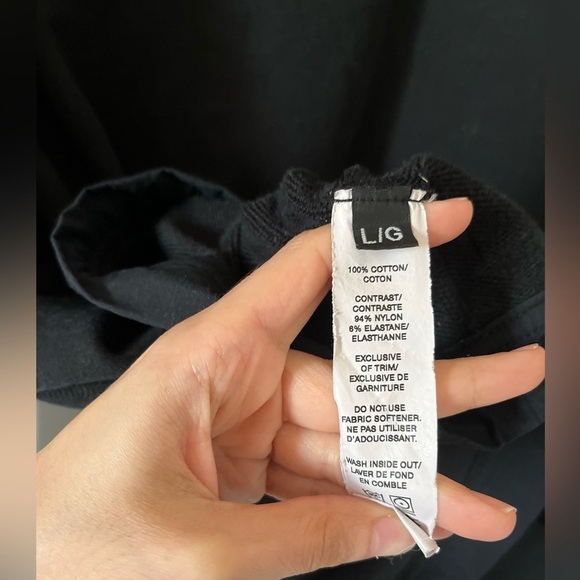 L/G
100% COTTON/
COTON
CONTRAST/
CONTRASTE
94% NYLON
6% ELASTANE/
ELASTHANNE
EXCLUSIVE
OF TRIM/
EXCLUSIVE DE
GARNITURE
DO NOT USE
FABRIC SOFTENER.
NE PAS UTILISER
D'ADOUCISSANT.
WASH INSIDE OUT/
LAVER DE FOND
EN COMBLE